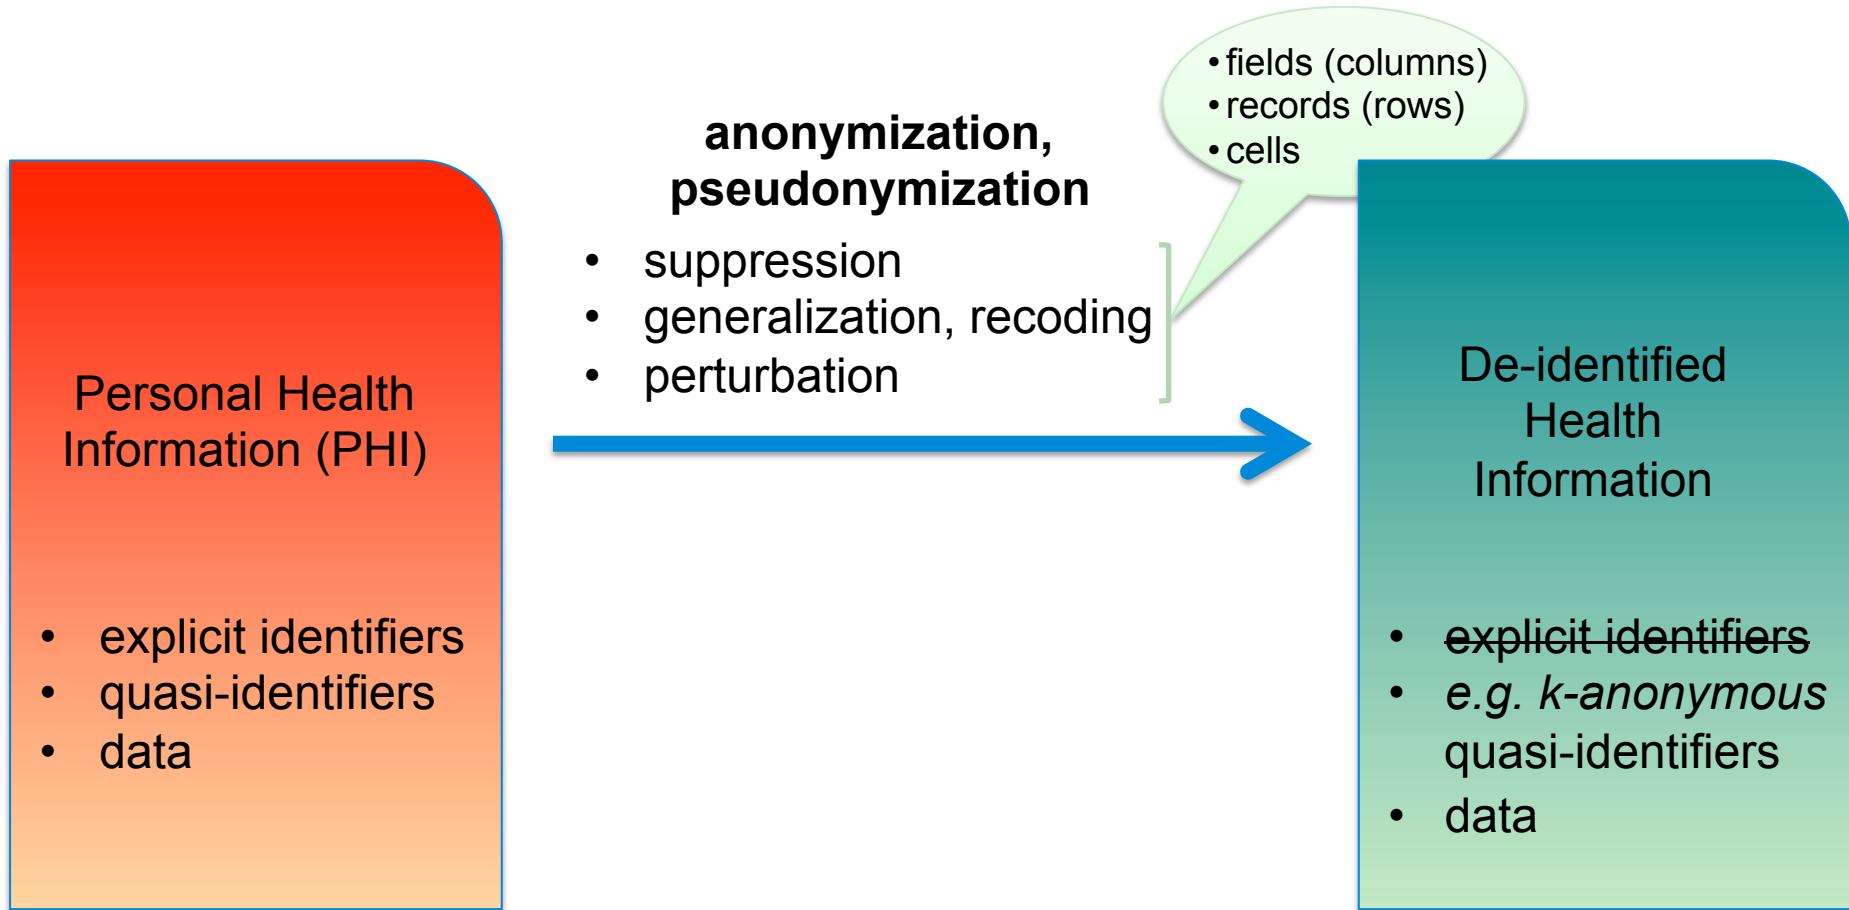 Personal Health
Information (PHI)
• explicit identifiers
• quasi-identifiers
• data
anonymization,
pseudonymization
• suppression
• generalization, recoding
• perturbation
• fields (columns)
• records (rows)
• cells
De-identified
Health
Information
• explicit identifiers
• e.g. k-anonymous
quasi-identifiers
• data